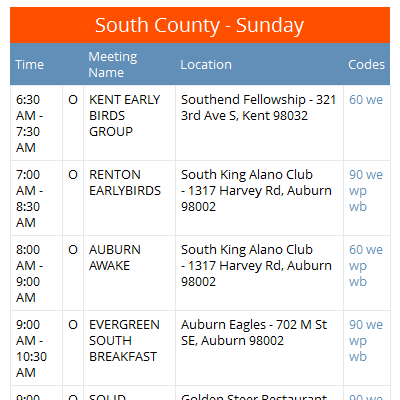 South County - Sunday
Time Meeting Name Location Codes
6:30 AM - 7:30 AM O KENT EARLY BIRDS GROUP Southend Fellowship - 321 3rd Ave S, Kent 98032 60 we
7:00 AM - 8:30 AM O RENTON EARLYBIRDS South King Alano Club - 1317 Harvey Rd, Auburn 98002 90 we wp wb
8:00 AM - 9:00 AM O AUBURN AWAKE South King Alano Club - 1317 Harvey Rd, Auburn 98002 60 we wp wb
9:00 AM - 10:30 AM O EVERGREEN SOUTH BREAKFAST Auburn Eagles - 702 M St SE, Auburn 98002 90 we wp wb
9:00 O SOLID Golden Steer Restaurant 90 we